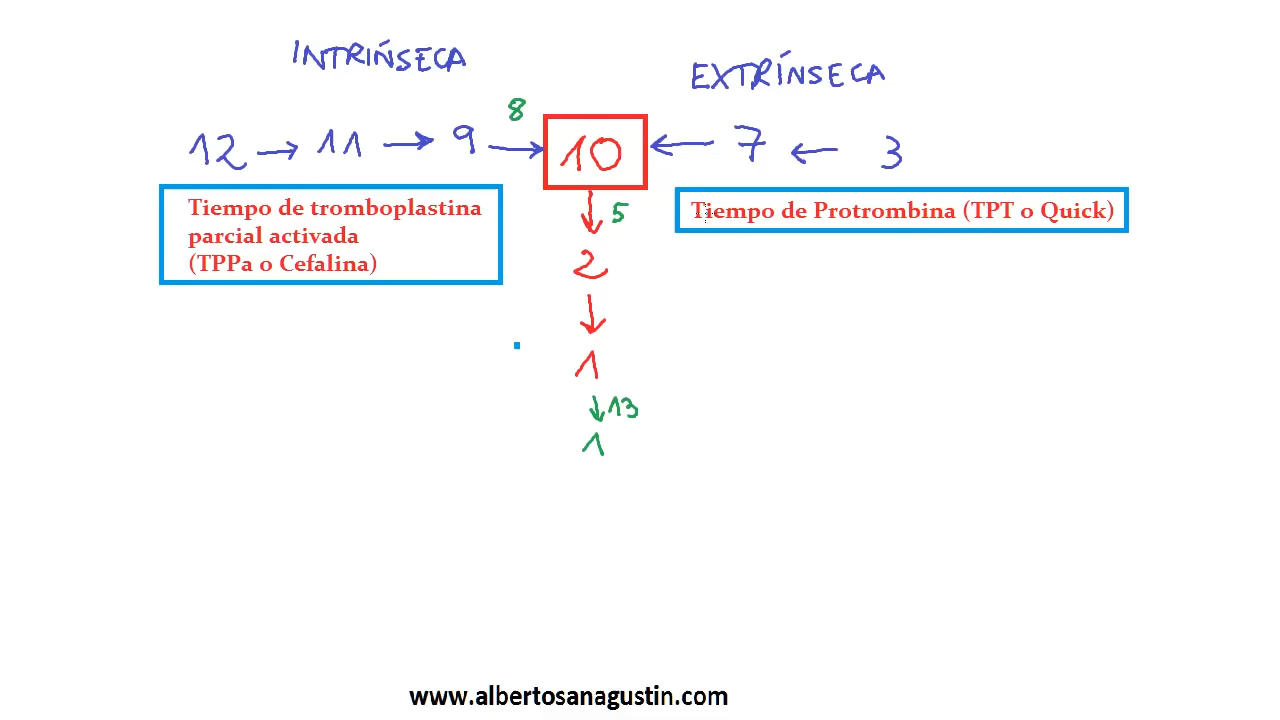 INTRÍNSECA
EXTRÍNSECA
12 → 11 → 9 → 8 10 ← 7 ← 3
Tiempo de tromboplastina
parcial activada
(TPPa o Cefalina)
Tiempo de Protrombina (TPT o Quick)
↓ 5
2
↓
1
↓ 13
1
www.albertosanagustin.com